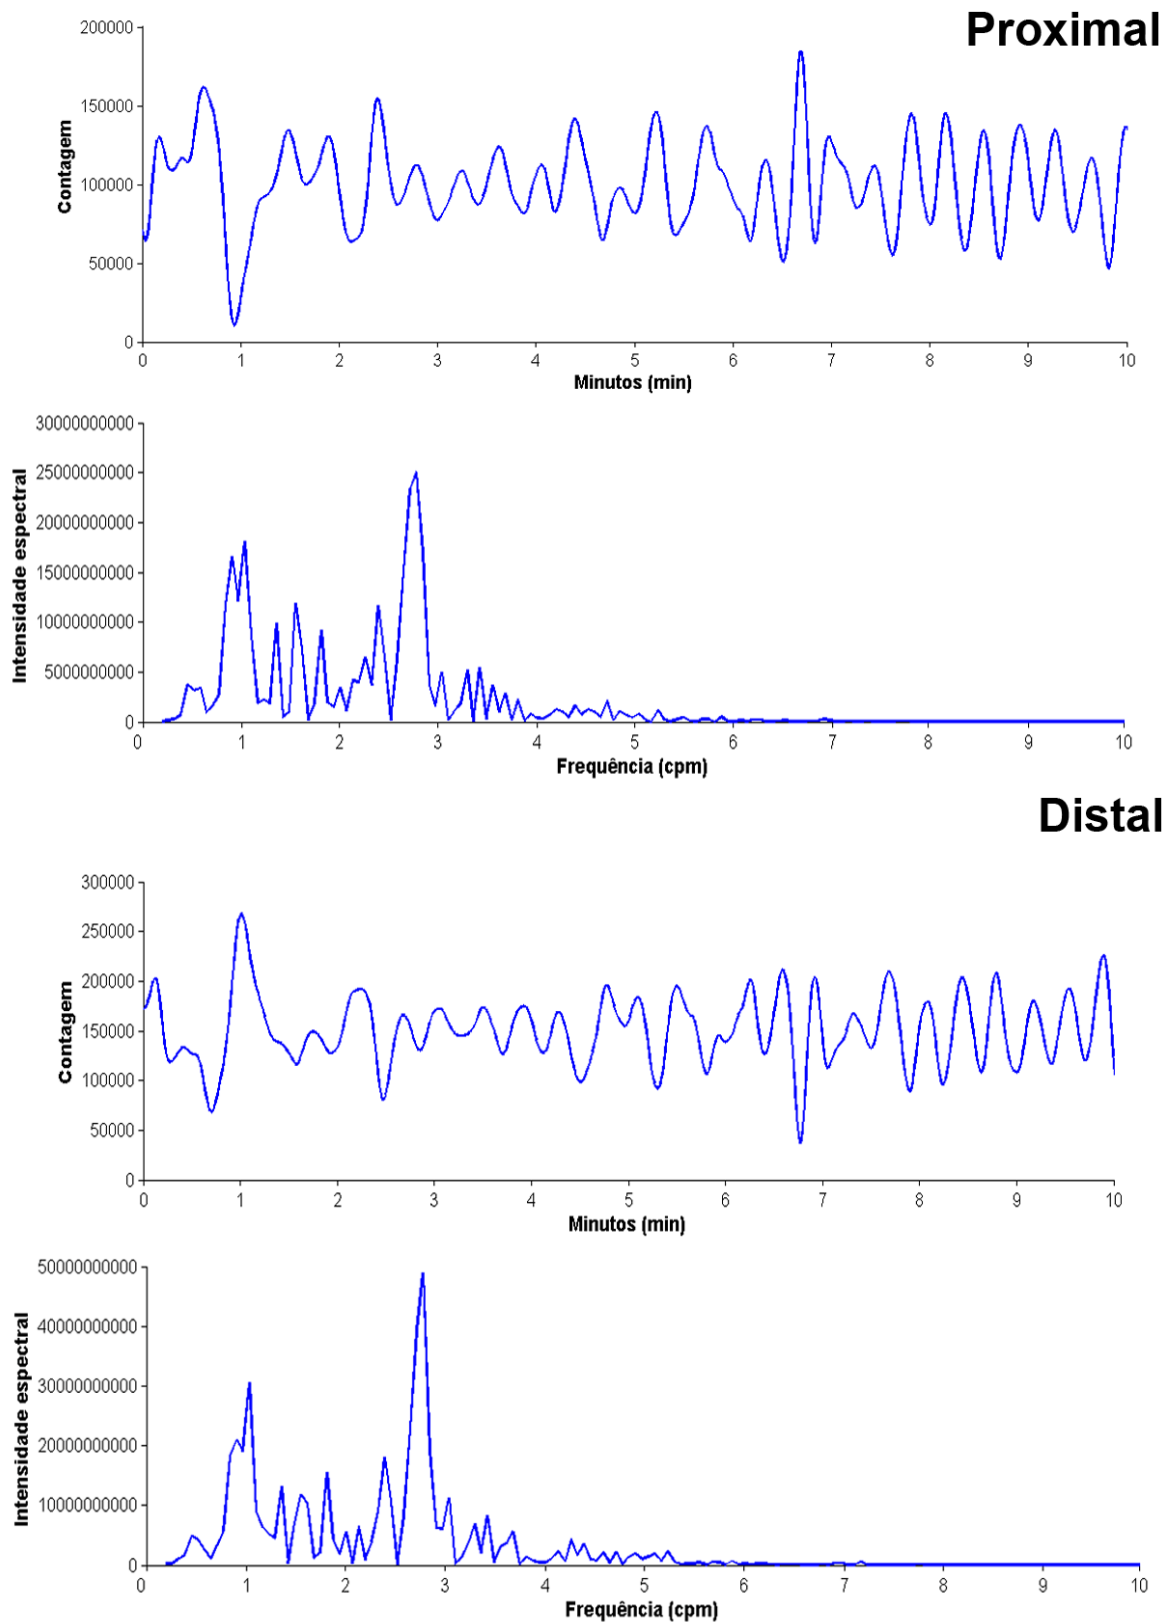 Proximal
200000
150000
100000
50000
0
Contagem
0 1 2 3 4 5 6 7 8 9 10
Minutos (min)
30000000000
25000000000
20000000000
15000000000
10000000000
5000000000
0
Intensidade espectral
0 1 2 3 4 5 6 7 8 9 10
Frequência (cpm)
Distal
300000
250000
200000
150000
100000
50000
0
Contagem
0 1 2 3 4 5 6 7 8 9 10
Minutos (min)
50000000000
40000000000
30000000000
20000000000
10000000000
0
Intensidade espectral
0 1 2 3 4 5 6 7 8 9 10
Frequência (cpm)